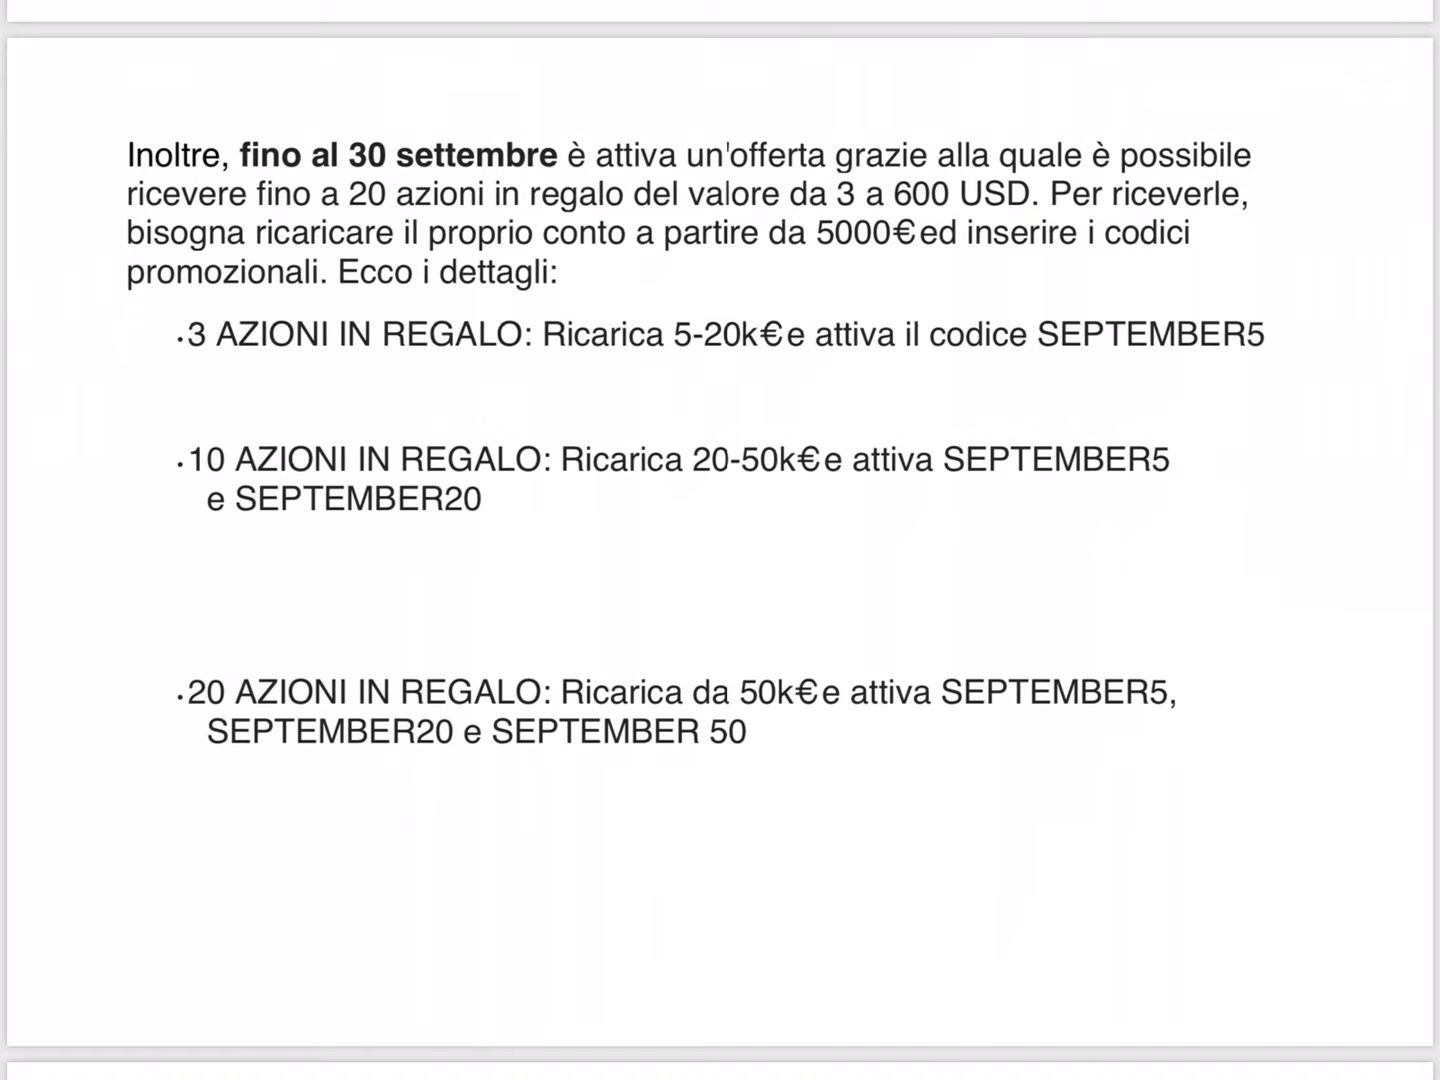 Inoltre, fino al 30 settembre è attiva un'offerta grazie alla quale è possibile
ricevere fino a 20 azioni in regalo del valore da 3 a 600 USD. Per riceverle,
bisogna ricaricare il proprio conto a partire da 5000€ ed inserire i codici
promozionali. Ecco i dettagli:
•3 AZIONI IN REGALO: Ricarica 5-20k€ e attiva il codice SEPTEMBER5
•10 AZIONI IN REGALO: Ricarica 20-50k€ e attiva SEPTEMBER5
e SEPTEMBER20
•20 AZIONI IN REGALO: Ricarica da 50k€ e attiva SEPTEMBER5,
SEPTEMBER20 e SEPTEMBER 50